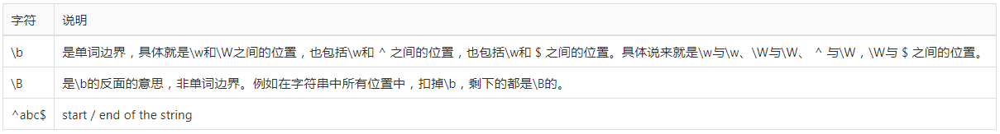 字符 说明
\b 是单词边界，具体就是\w和\W之间的位置，也包括\w和 ^ 之间的位置，也包括\w和 $ 之间的位置。具体说来就是\w与\w、\W与\W、 ^ 与\W，\W与 $ 之间的位置。
\B 是\b的反面的意思，非单词边界。例如在字符串中所有位置中，扣掉\b，剩下的都是\B的。
^abc$ start / end of the string